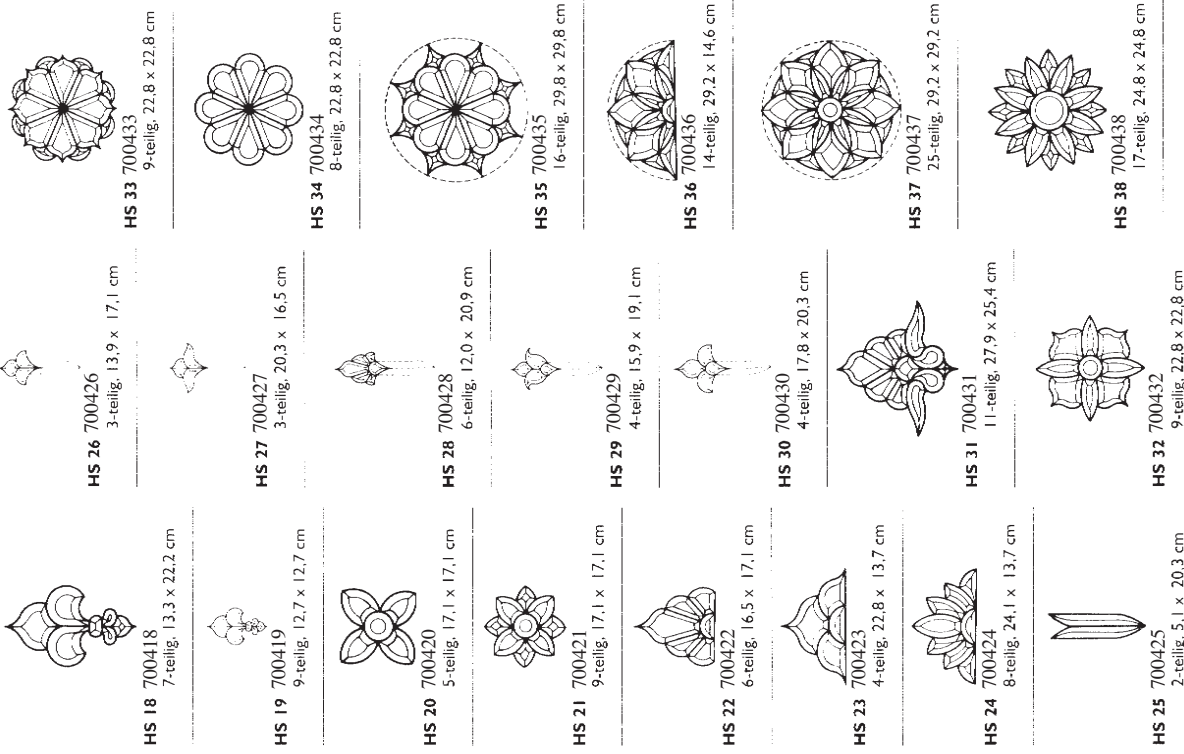 HS 18 700418
7-teilig, 13,3 x 22,2 cm
HS 19 700419
9-teilig, 12,7 x 12,7 cm
HS 20 700420
5-teilig, 17,1 x 17,1 cm
HS 21 700421
9-teilig, 17,1 x 17,1 cm
HS 22 700422
6-teilig, 16,5 x 17,1 cm
HS 23 700423
4-teilig, 22,8 x 13,7 cm
HS 24 700424
8-teilig, 24,1 x 13,7 cm
HS 25 700425
2-teilig, 5,1 x 20,3 cm
HS 26 700426
3-teilig, 13,9 x 17,1 cm
HS 27 700427
3-teilig, 20,3 x 16,5 cm
HS 28 700428
6-teilig, 12,0 x 20,9 cm
HS 29 700429
4-teilig, 15,9 x 19,1 cm
HS 30 700430
4-teilig, 17,8 x 20,3 cm
HS 31 700431
11-teilig, 27,9 x 25,4 cm
HS 32 700432
9-teilig, 22,8 x 22,8 cm
HS 33 700433
9-teilig, 22,8 x 22,8 cm
HS 34 700434
8-teilig, 22,8 x 22,8 cm
HS 35 700435
16-teilig, 29,8 x 29,8 cm
HS 36 700436
14-teilig, 29,2 x 14,6 cm
HS 37 700437
25-teilig, 29,2 x 29,2 cm
HS 38 700438
17-teilig, 24,8 x 24,8 cm